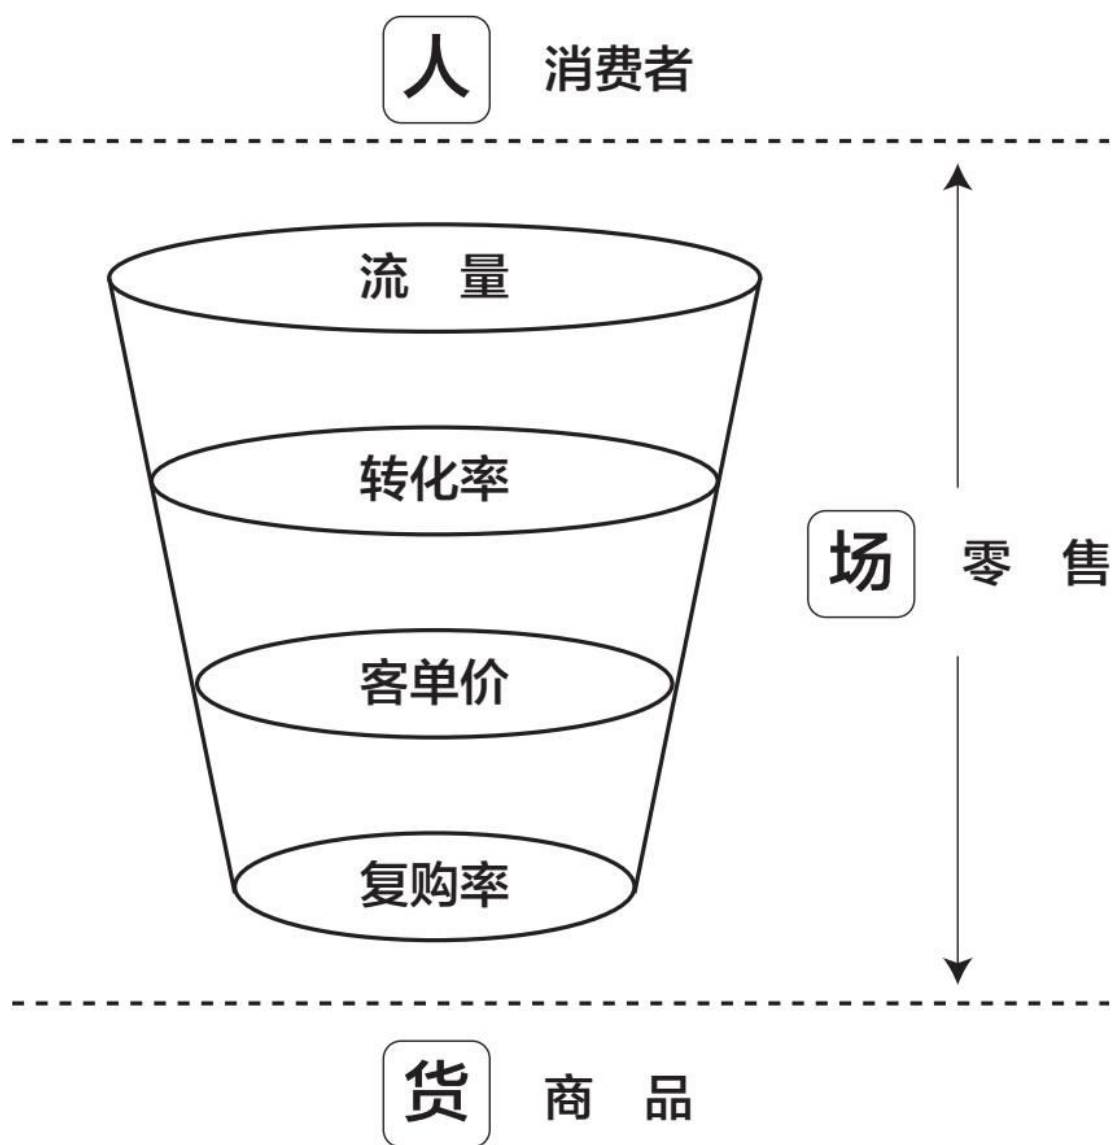 人 消费者
流 量
转化率
场 零 售
客单价
复购率
货 商 品